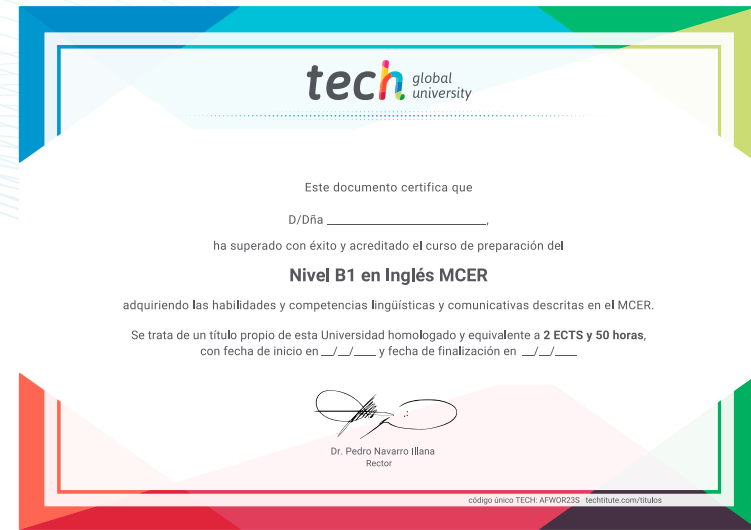 tech global university
Este documento certifica que
D/Dña ________________________,
ha superado con éxito y acreditado el curso de preparación del
Nivel B1 en Inglés MCER
adquiriendo las habilidades y competencias lingüísticas y comunicativas descritas en el MCER.
Se trata de un título propio de esta Universidad homologado y equivalente a 2 ECTS y 50 horas,
con fecha de inicio en __/__/____ y fecha de finalización en __/__/____
Dr. Pedro Navarro Illana
Rector
código único TECH: AFWOR23S techtitute.com/titulos